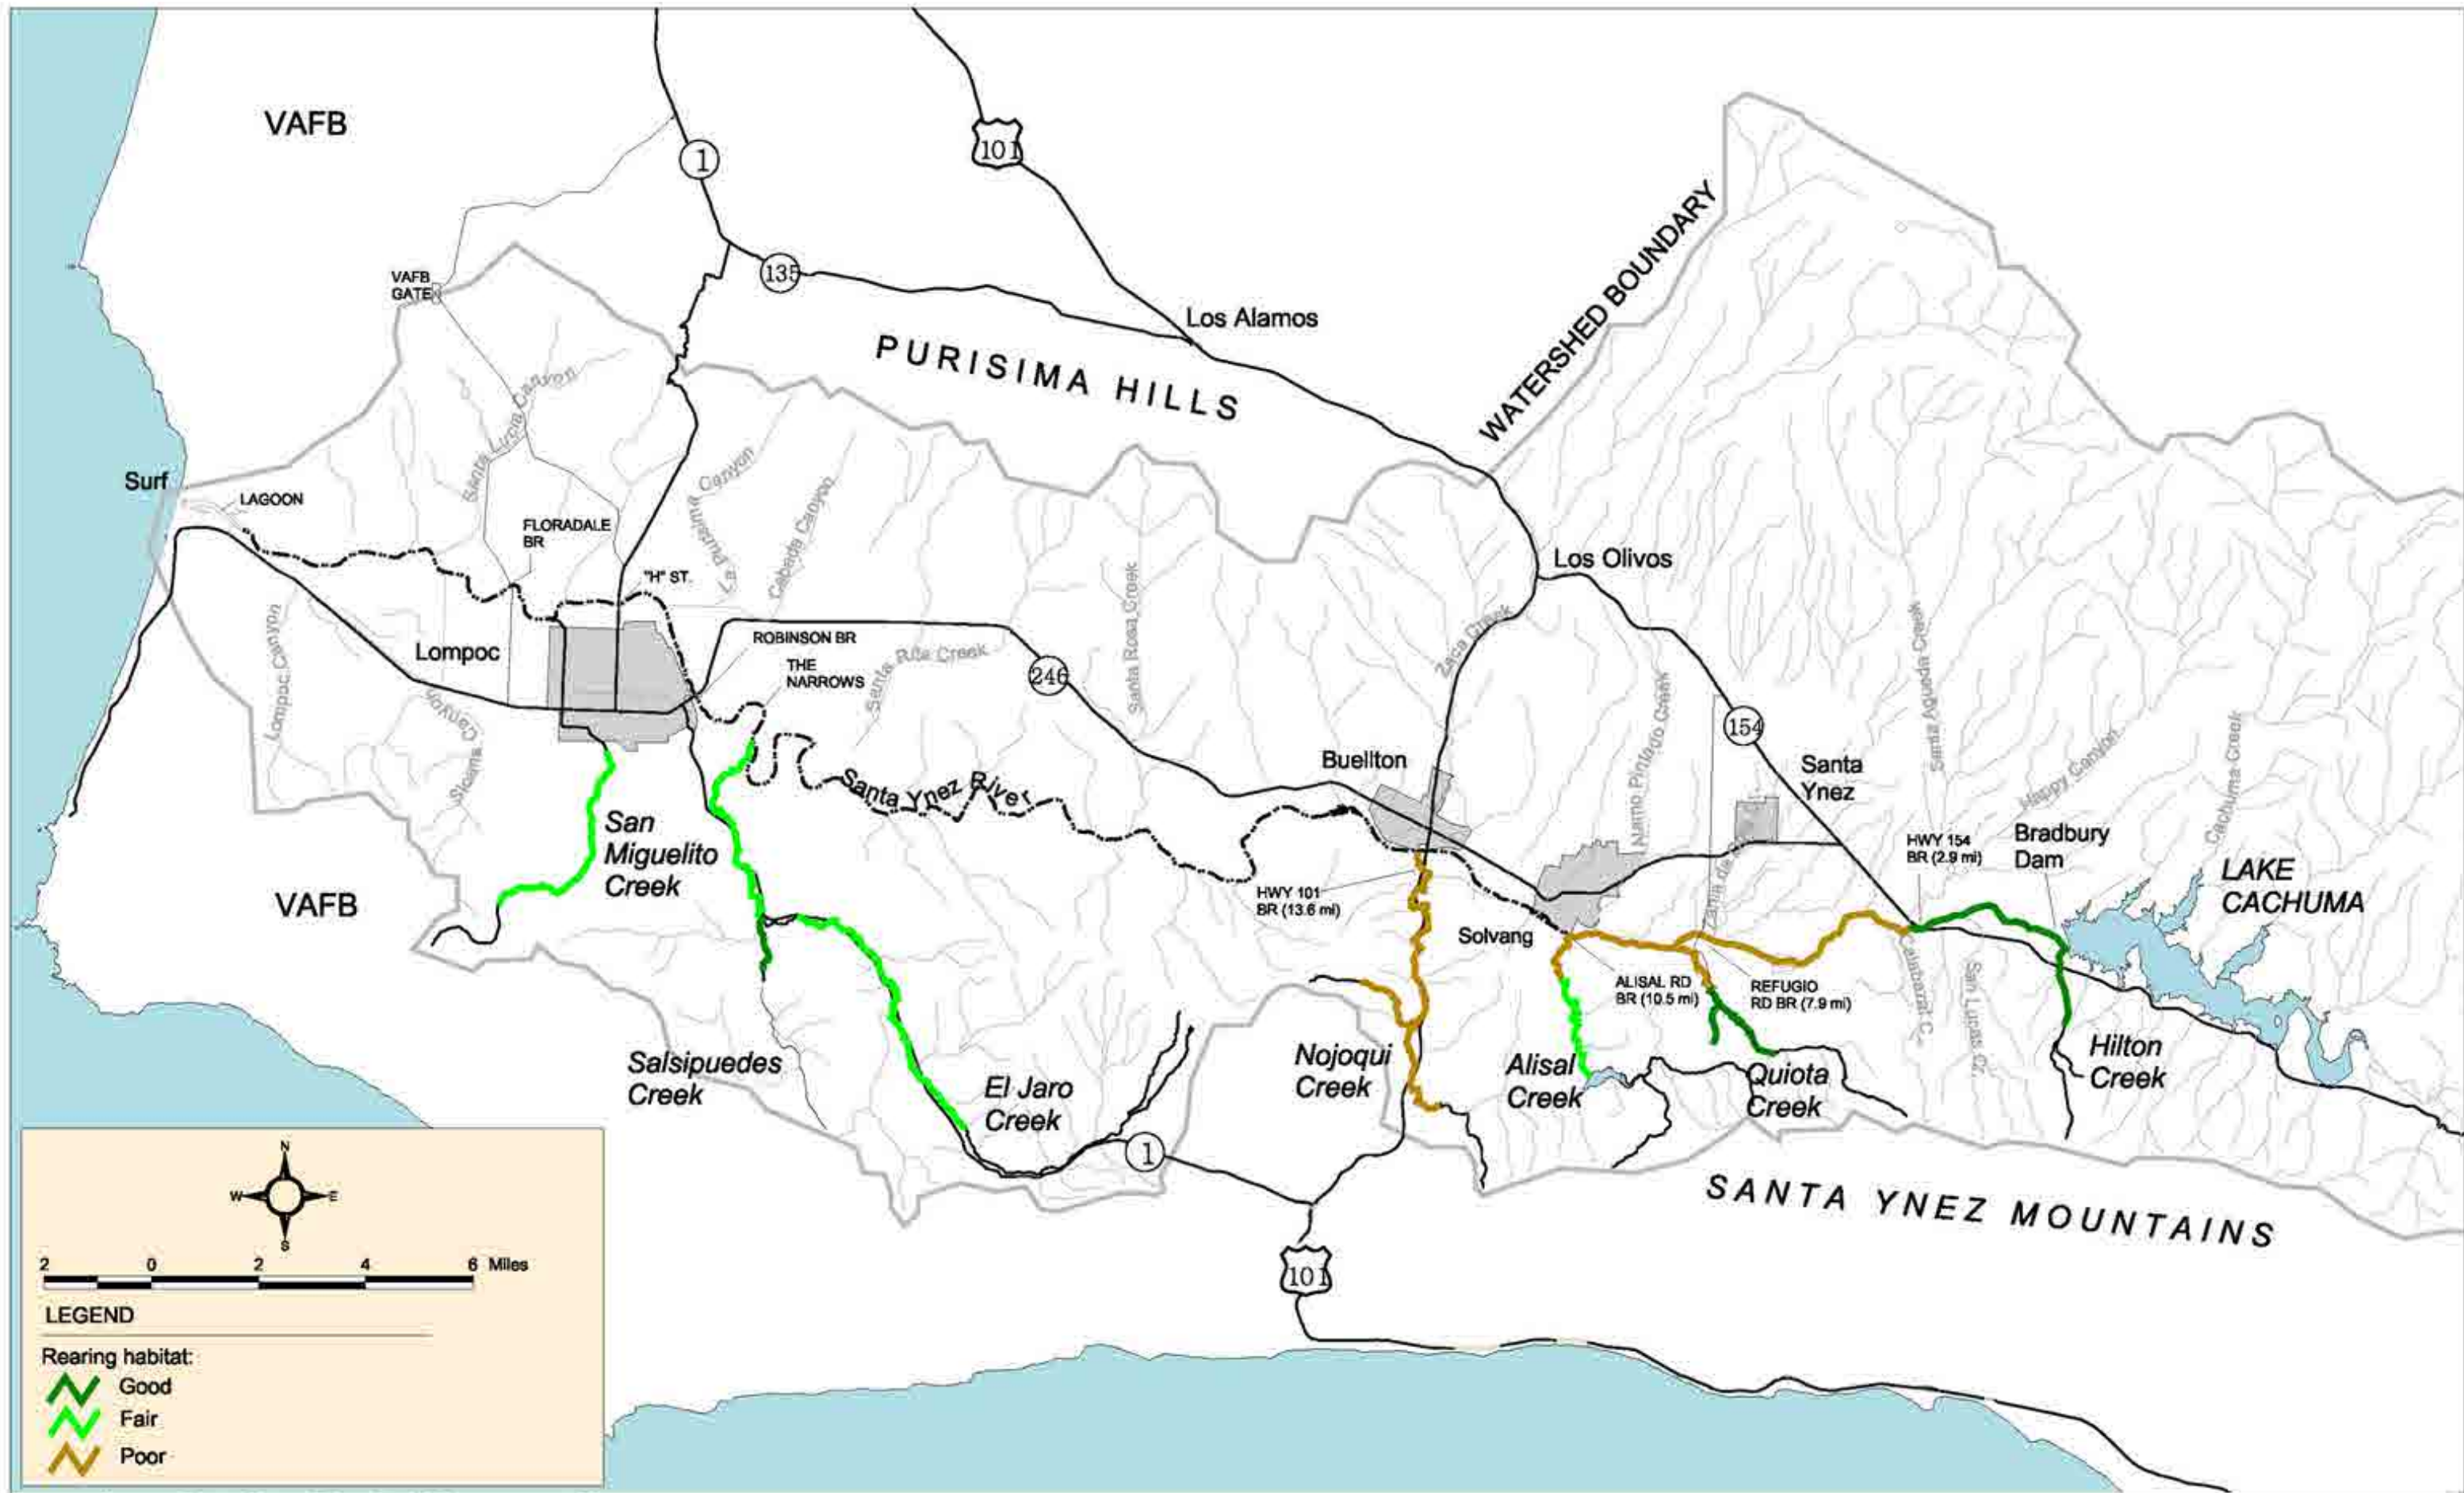 VAFB
1
101
WATERSHED BOUNDARY
135
VAFB
GATE
Los Alamos
PURISIMA HILLS
Santa Lucia Canyon
Surf
LAGOON
FLORADALE
BR
La Purisima Canyon
Cabada Canyon
"H" ST.
Los Olivos
Lompoc Canyon
Lompoc
ROBINSON BR
THE
NARROWS
Santa Rita Creek
Santa Rosa Creek
246
Zaca Creek
Alamo Pintado Creek
154
Santa Agueda Creek
Happy Canyon
Cachuma Creek
Sloans Canyon
Buellton
Santa
Ynez
Santa Ynez River
San
Miguelito
Creek
HWY 154
BR (2.9 mi)
Bradbury
Dam
LAKE
CACHUMA
Zanja de
VAFB
HWY 101
BR (13.6 mi)
Solvang
ALISAL RD
BR (10.5 mi)
REFUGIO
RD BR (7.9 mi)
Calabazal C.
San Lucas Cr.
Salsipuedes
Creek
El Jaro
Creek
Nojoqui
Creek
Alisal
Creek
Quiota
Creek
Hilton
Creek
1
SANTA YNEZ MOUNTAINS
101
N
W E
S
2 0 2 4 6 Miles
LEGEND
Rearing habitat:
Good
Fair
Poor